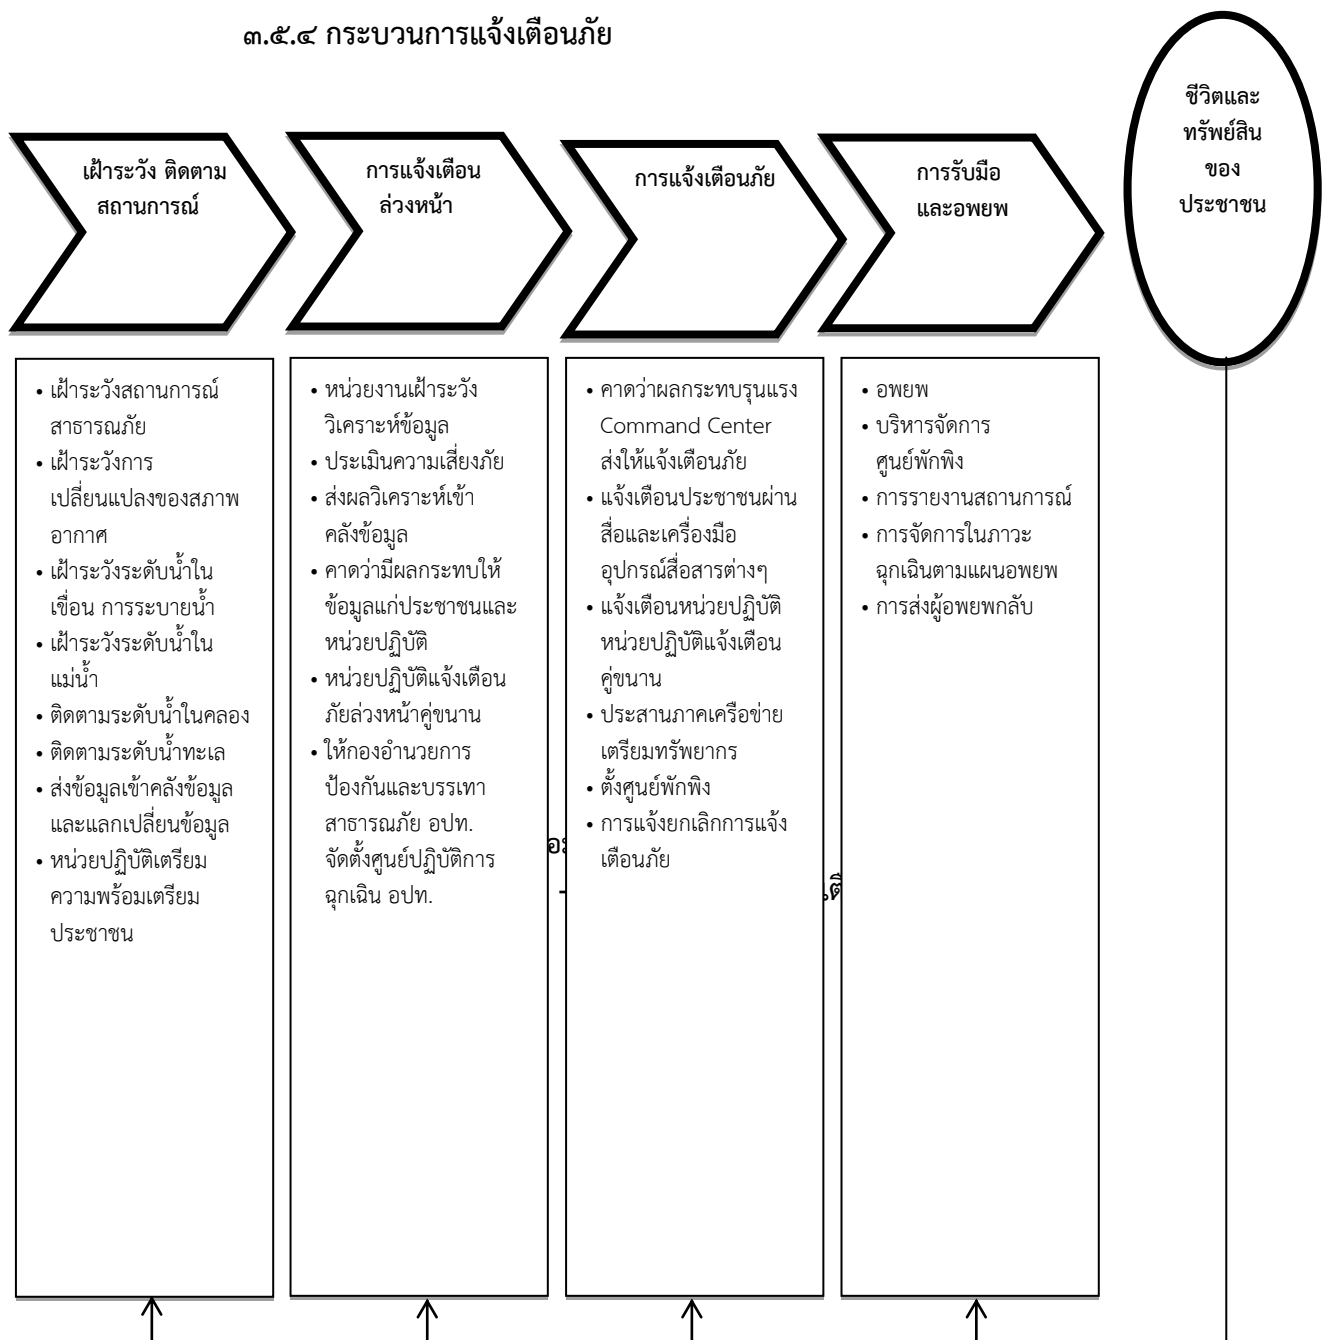 ๓.๕.๔ กระบวนการแจ้งเตือนภัย
เฝ้าระวัง ติดตาม
สถานการณ์
การแจ้งเตือน
ล่วงหน้า
การแจ้งเตือนภัย
การรับมือ
และอพยพ
ชีวิตและ
ทรัพย์สิน
ของ
ประชาชน
• เฝ้าระวังสถานการณ์
สาธารณภัย
• เฝ้าระวังการ
เปลี่ยนแปลงของสภาพ
อากาศ
• เฝ้าระวังระดับน้ำใน
เขื่อน การระบายน้ำ
• เฝ้าระวังระดับน้ำใน
แม่น้ำ
• ติดตามระดับน้ำในคลอง
• ติดตามระดับน้ำทะเล
• ส่งข้อมูลเข้าคลังข้อมูล
และแลกเปลี่ยนข้อมูล
• หน่วยปฏิบัติเตรียม
ความพร้อมเตรียม
ประชาชน
• หน่วยงานเฝ้าระวัง
วิเคราะห์ข้อมูล
• ประเมินความเสี่ยงภัย
• ส่งผลวิเคราะห์เข้า
คลังข้อมูล
• คาดว่ามีผลกระทบให้
ข้อมูลแก่ประชาชนและ
หน่วยปฏิบัติ
• หน่วยปฏิบัติแจ้งเตือน
ภัยล่วงหน้าคู่ขนาน
• ให้กองอำนวยการ
ป้องกันและบรรเทา
สาธารณภัย อปท.
จัดตั้งศูนย์ปฏิบัติการ
ฉุกเฉิน อปท.
• คาดว่าผลกระทบรุนแรง
Command Center
ส่งให้แจ้งเตือนภัย
• แจ้งเตือนประชาชนผ่าน
สื่อและเครื่องมือ
อุปกรณ์สื่อสารต่างๆ
• แจ้งเตือนหน่วยปฏิบัติ
หน่วยปฏิบัติแจ้งเตือน
คู่ขนาน
• ประสานภาคเครือข่าย
เตรียมทรัพยากร
• ตั้งศูนย์พักพิง
• การแจ้งยกเลิกการแจ้ง
เตือนภัย
• อพยพ
• บริหารจัดการ
ศูนย์พักพิง
• การรายงานสถานการณ์
• การจัดการในภาวะ
ฉุกเฉินตามแผนอพยพ
• การส่งผู้อพยพกลับ